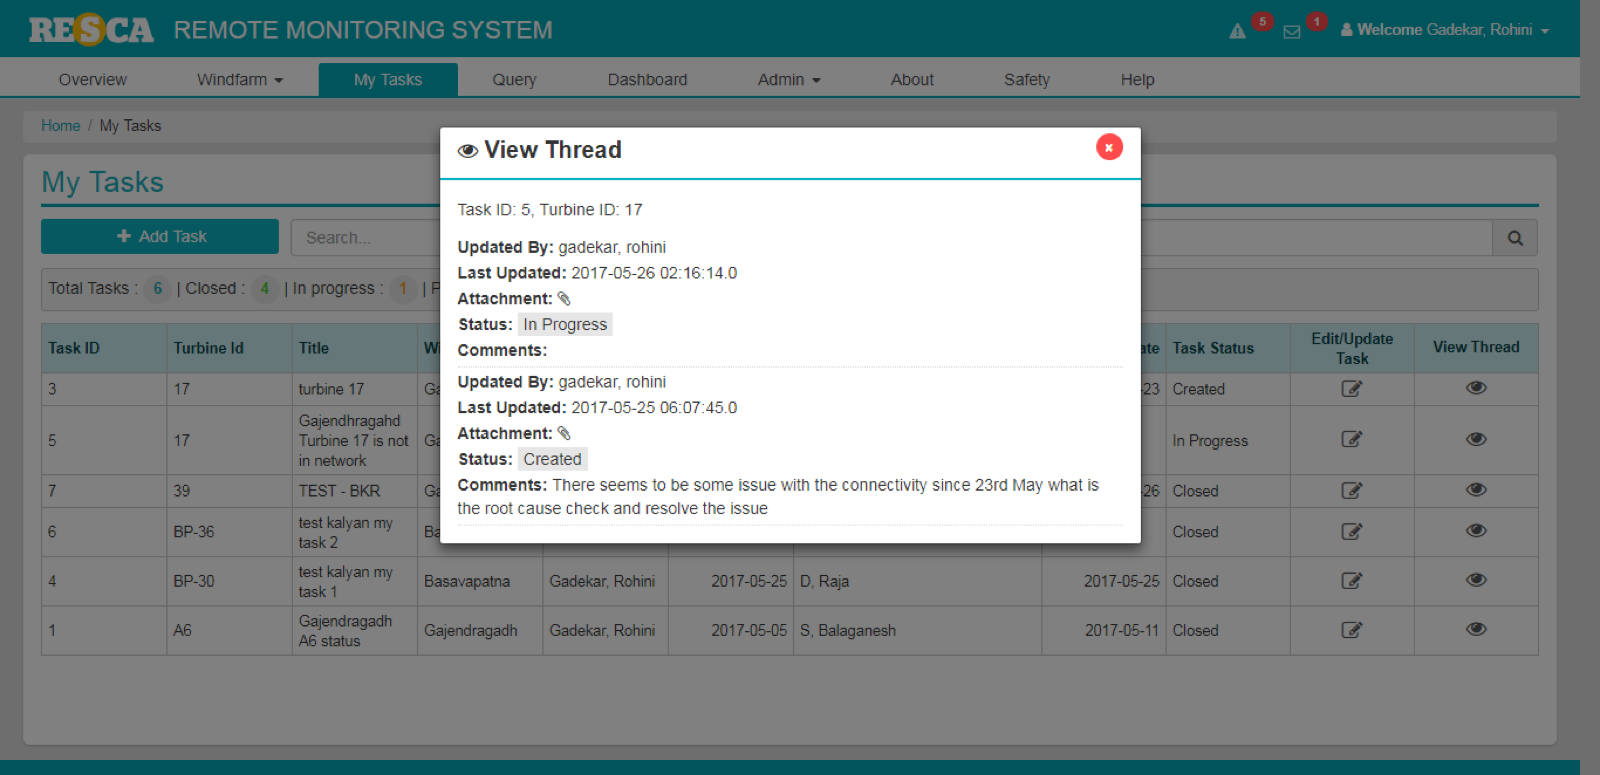 RESCA REMOTE MONITORING SYSTEM 5 1 Welcome Gadekar, Rohini
Overview Windfarm My Tasks Query Dashboard Admin About Safety Help
Home / My Tasks
View Thread
My Tasks
Task ID: 5, Turbine ID: 17
Add Task Search...
Updated By: gadekar, rohini
Last Updated: 2017-05-26 02:16:14.0
Attachment:
Status: In Progress
Comments:
Updated By: gadekar, rohini
Last Updated: 2017-05-25 06:07:45.0
Attachment:
Status: Created
Comments: There seems to be some issue with the connectivity since 23rd May what is
the root cause check and resolve the issue
Total Tasks : 6 | Closed : 4 | In progress : 1 | P
Task ID Turbine Id Title Task Status Edit/Update Task View Thread
3 17 turbine 17 -23 Created
5 17 Gajendhragahd
Turbine 17 is not
in network
In Progress
7 39 TEST - BKR -26 Closed
6 BP-36 test kalyan my
task 2
Closed
4 BP-30 test kalyan my
task 1
Basavapatna Gadekar, Rohini 2017-05-25 D, Raja 2017-05-25 Closed
1 A6 Gajendragadh
A6 status
Gajendragadh Gadekar, Rohini 2017-05-05 S, Balaganesh 2017-05-11 Closed